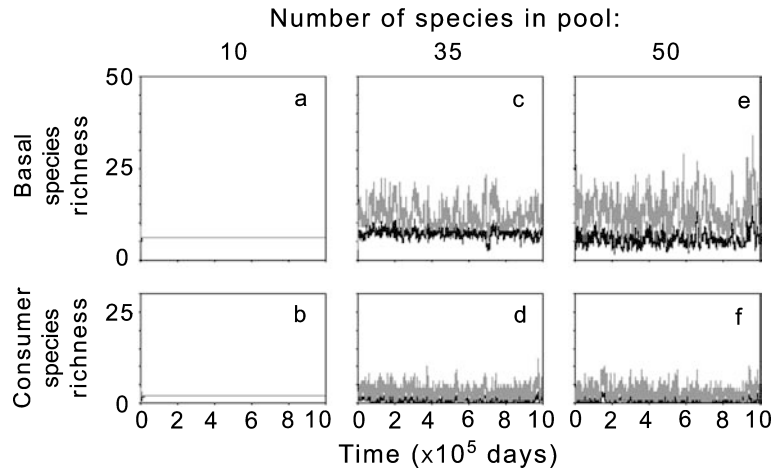 Number of species in pool:
10 35 50
50 a c e
Basal species richness
25
0
25 b d f
Consumer species richness
0
0 2 4 6 8 10 0 2 4 6 8 10 0 2 4 6 8 10
Time (x10⁵ days)